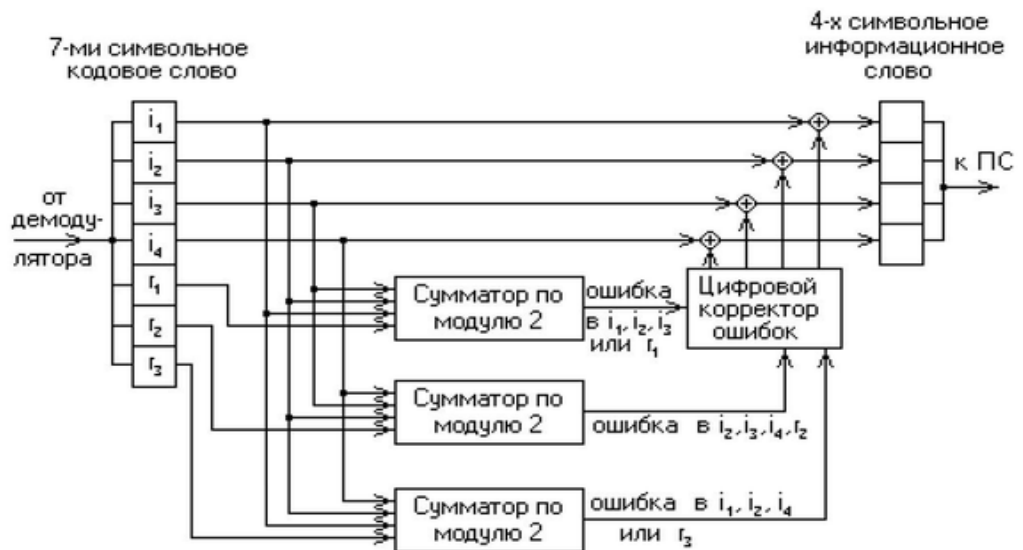 7-ми символьное
кодовое слово
4-х символьное
информационное
слово
i₁
i₂
i₃
i₄
r₁
r₂
r₃
от
демоду-
лятора
к ПС
Сумматор по
модулю 2
ошибка
в i₁, i₂, i₃
или r₁
Цифровой
корректор
ошибок
Сумматор по
модулю 2
ошибка в i₂, i₃, i₄, r₂
Сумматор по
модулю 2
ошибка в i₁, i₂, i₄
или r₃